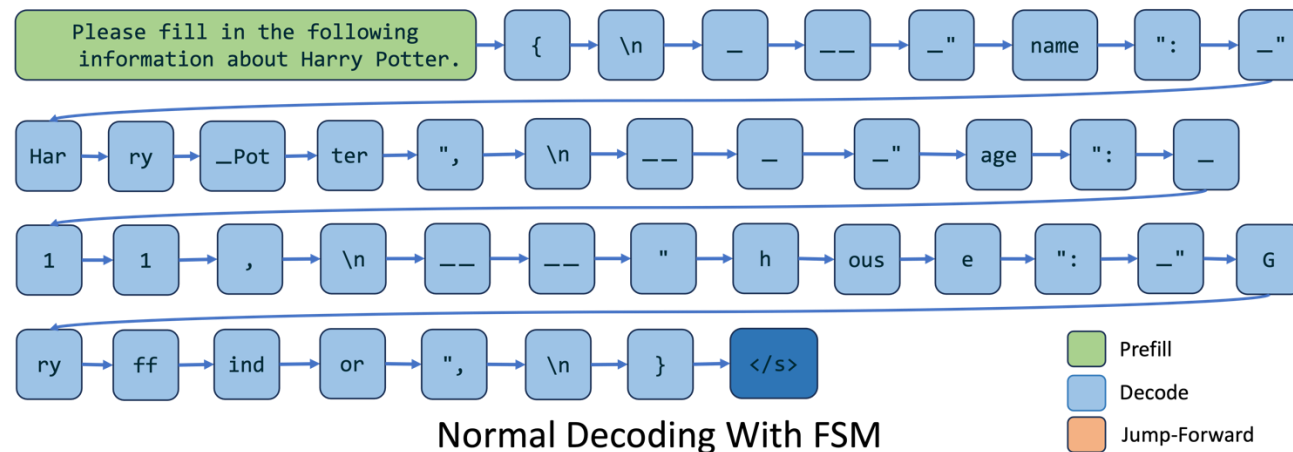 Please fill in the following
information about Harry Potter.
{ \n _ __ _" name ": _"
Har ry _Pot ter ", \n __ _ _" age ": _
1 1 , \n __ __ " h ous e ": _" G
ry ff ind or ", \n } </s>
Prefill
Decode
Jump-Forward
Normal Decoding With FSM